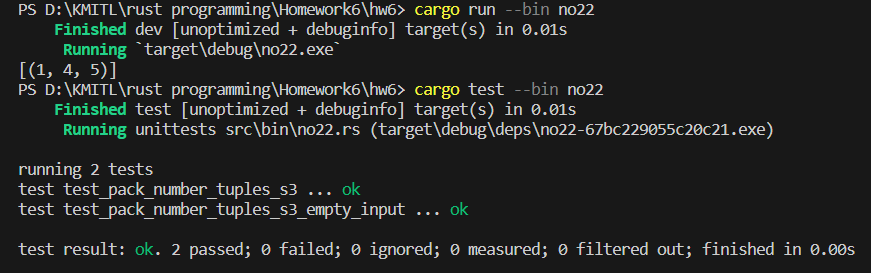 PS D:\KMITL\rust programming\Homework6\hw6> cargo run --bin no22
Finished dev [unoptimized + debuginfo] target(s) in 0.01s
Running `target\debug\no22.exe`
[(1, 4, 5)]
PS D:\KMITL\rust programming\Homework6\hw6> cargo test --bin no22
Finished test [unoptimized + debuginfo] target(s) in 0.01s
Running unittests src\bin\no22.rs (target\debug\deps\no22-67bc229055c20c21.exe)
running 2 tests
test test_pack_number_tuples_s3 ... ok
test test_pack_number_tuples_s3_empty_input ... ok
test result: ok. 2 passed; 0 failed; 0 ignored; 0 measured; 0 filtered out; finished in 0.00s